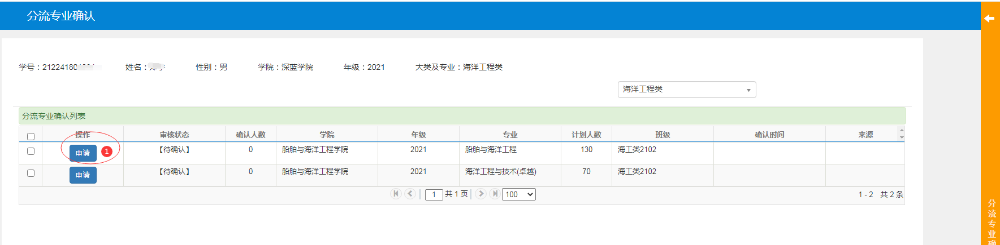 分流专业确认
学号：212241801 姓名： 性别：男 学院：深蓝学院 年级：2021 大类及专业：海洋工程类
海洋工程类
分流专业确认列表
操作 审核状态 确认人数 学院 年级 专业 计划人数 班级 确认时间 来源
申请 1 【待确认】 0 船舶与海洋工程学院 2021 船舶与海洋工程 130 海工类2102
申请 【待确认】 0 船舶与海洋工程学院 2021 海洋工程与技术(卓越) 70 海工类2102
1 共 1 页 100 1 - 2 共 2 条
分流专业确